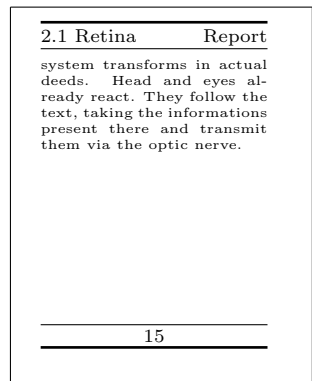 2.1 Retina Report
system transforms in actual
deeds. Head and eyes al-
ready react. They follow the
text, taking the informations
present there and transmit
them via the optic nerve.
15